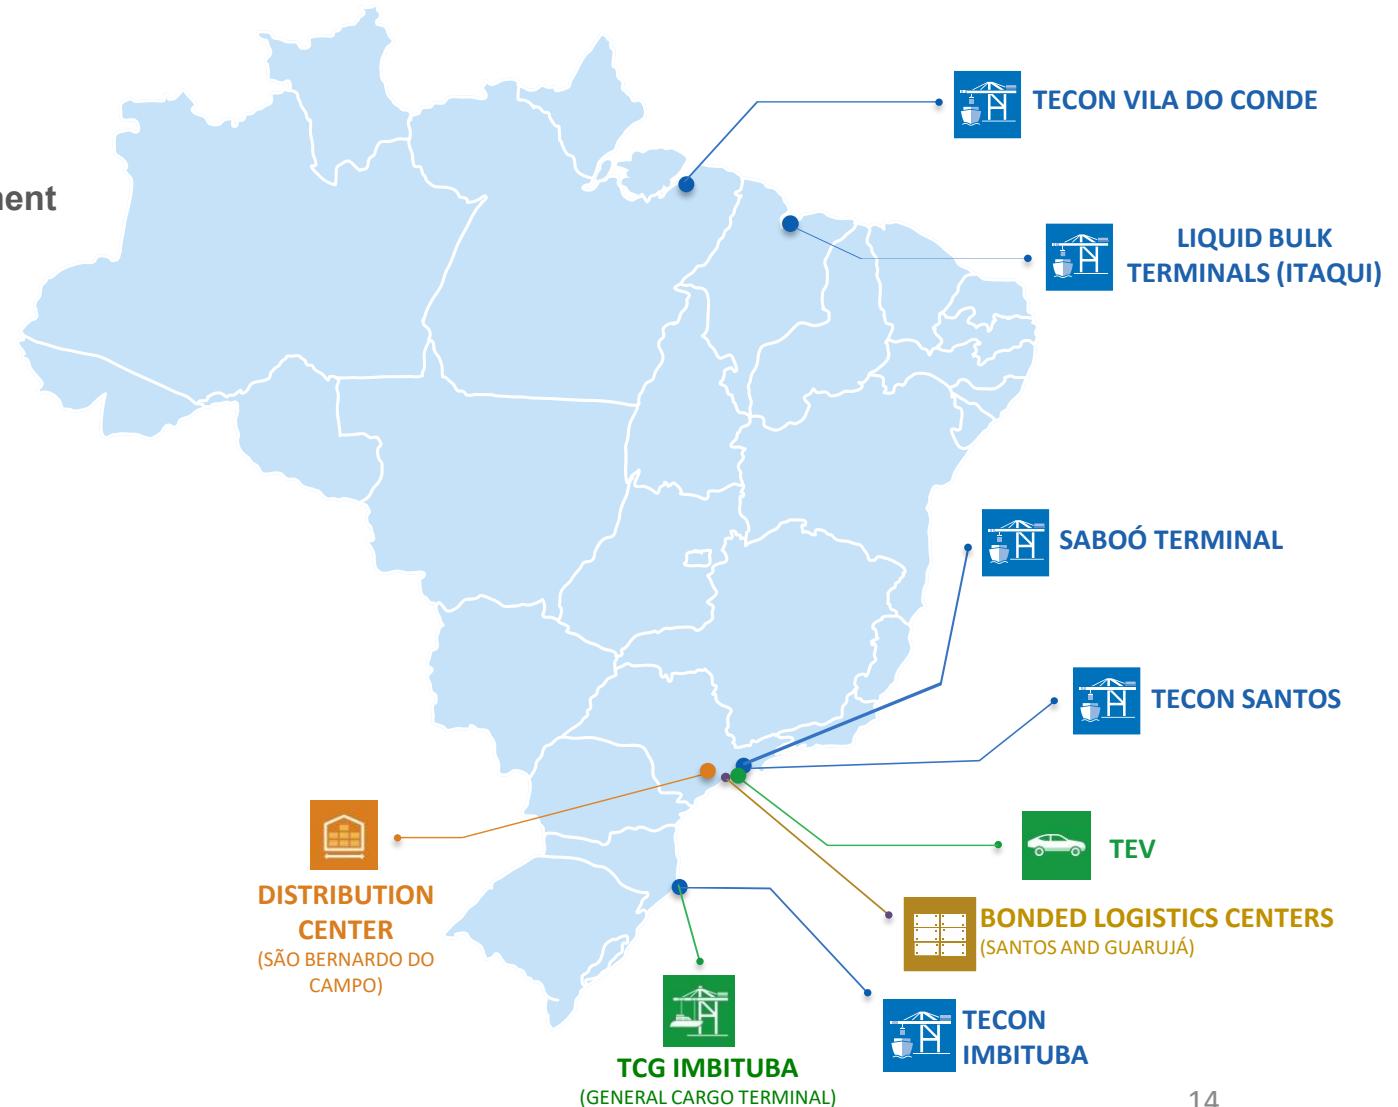 TECON VILA DO CONDE
LIQUID BULK
TERMINALS (ITAQUI)
SABOÓ TERMINAL
TECON SANTOS
TEV
DISTRIBUTION
CENTER
(SÃO BERNARDO DO
CAMPO)
BONDED LOGISTICS CENTERS
(SANTOS AND GUARUJÁ)
TECON
IMBITUBA
TCG IMBITUBA
(GENERAL CARGO TERMINAL)
14